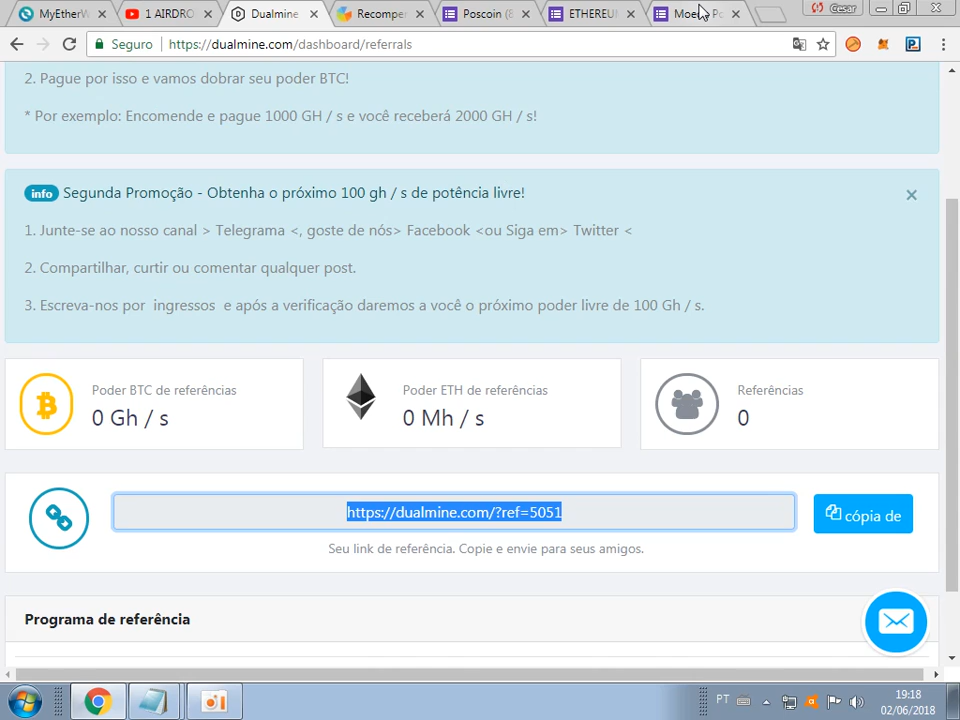 MyEtherW
1 AIRDRO
Dualmine
Recomper
Poscoin (8
ETHEREU
Moe
Cesar
Seguro
https://dualmine.com/dashboard/referrals
2. Pague por isso e vamos dobrar seu poder BTC!
* Por exemplo: Encomende e pague 1000 GH / s e você receberá 2000 GH / s!
info Segunda Promoção - Obtenha o próximo 100 gh / s de potência livre!
1. Junte-se ao nosso canal > Telegrama <, goste de nós> Facebook <ou Siga em> Twitter <
2. Compartilhar, curtir ou comentar qualquer post.
3. Escreva-nos por ingressos e após a verificação daremos a você o próximo poder livre de 100 Gh / s.
Poder BTC de referências
0 Gh / s
Poder ETH de referências
0 Mh / s
Referências
0
https://dualmine.com/?ref=5051
cópia de
Seu link de referência. Copie e envie para seus amigos.
Programa de referência
PT
19:18
02/06/2018